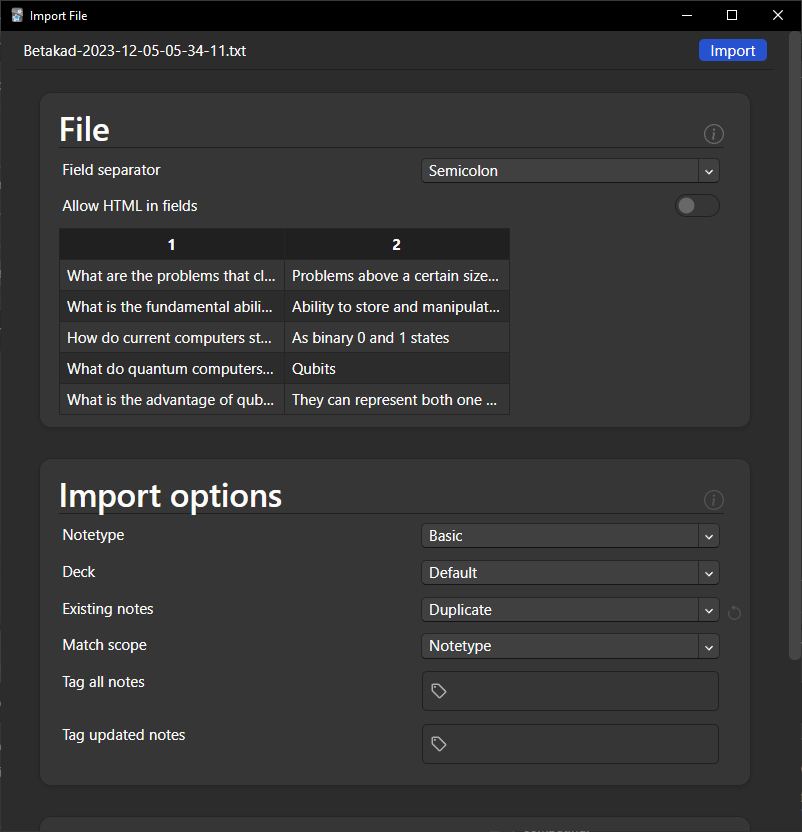 Import File
Betakad-2023-12-05-05-34-11.txt Import
File
Field separator Semicolon
Allow HTML in fields
1 2
What are the problems that cl... Problems above a certain size...
What is the fundamental abili... Ability to store and manipulat...
How do current computers st... As binary 0 and 1 states
What do quantum computers... Qubits
What is the advantage of qub... They can represent both one ...
Import options
Notetype Basic
Deck Default
Existing notes Duplicate
Match scope Notetype
Tag all notes
Tag updated notes